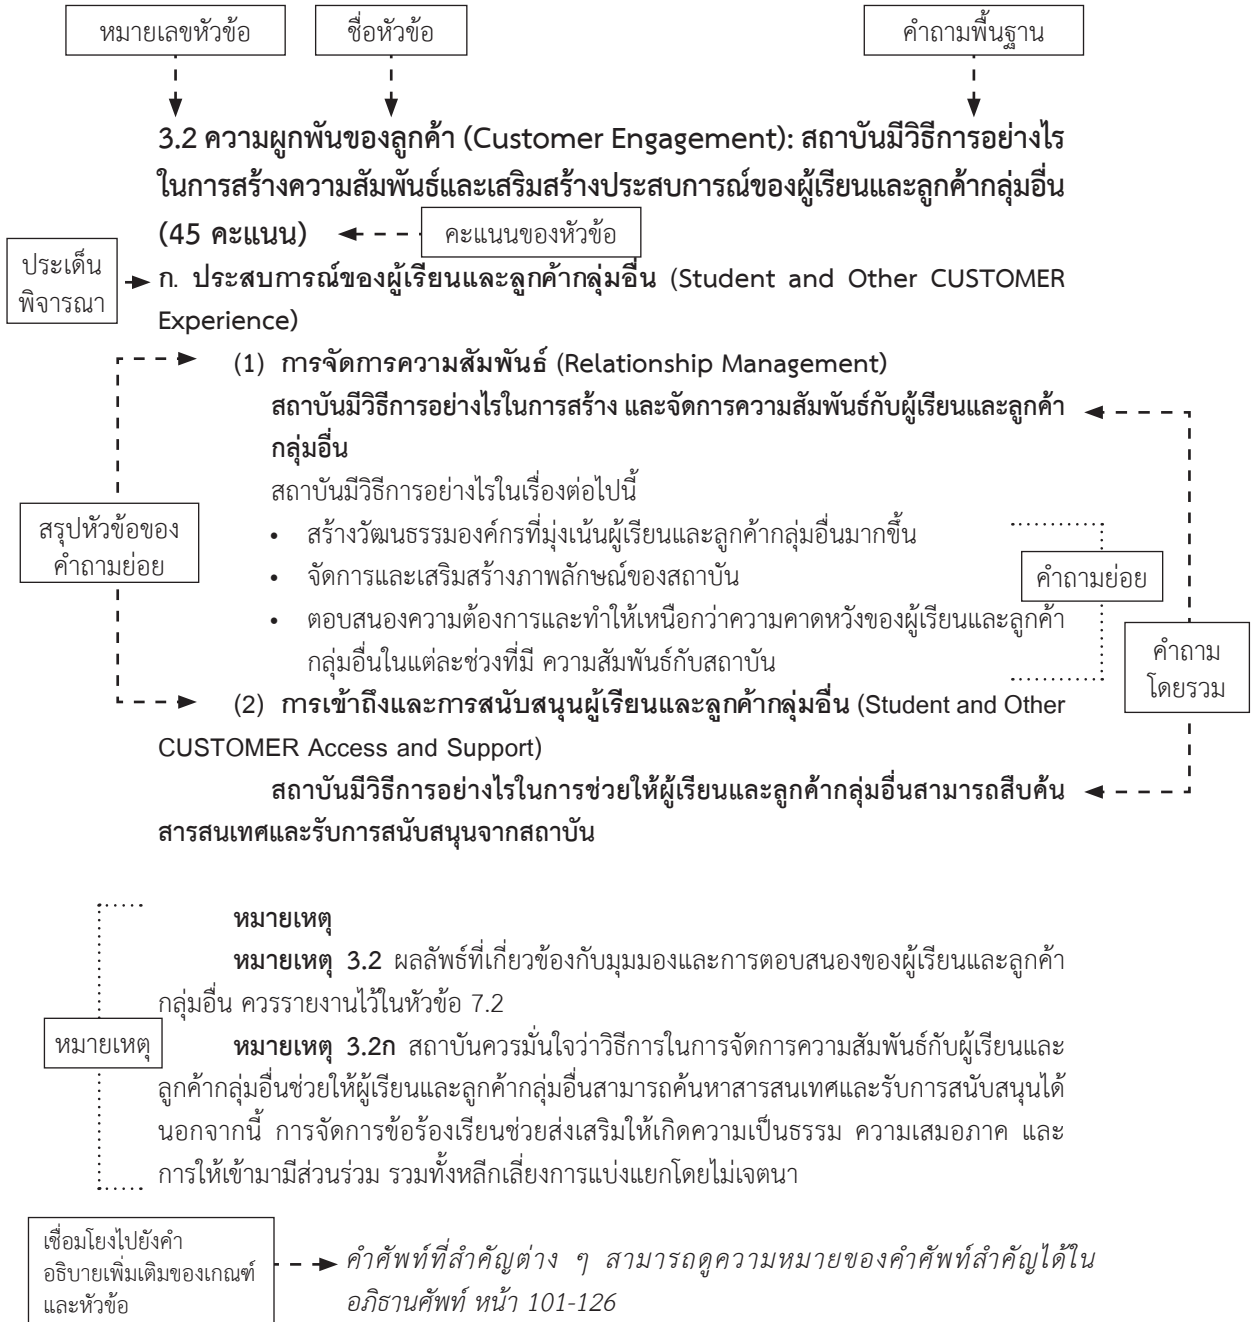 หมายเลขหัวข้อ
ชื่อหัวข้อ
คำถามพื้นฐาน
3.2 ความผูกพันของลูกค้า (Customer Engagement): สถาบันมีวิธีการอย่างไร
ในการสร้างความสัมพันธ์และเสริมสร้างประสบการณ์ของผู้เรียนและลูกค้ากลุ่มอื่น
(45 คะแนน)
คะแนนของหัวข้อ
ประเด็น
พิจารณา
ก. ประสบการณ์ของผู้เรียนและลูกค้ากลุ่มอื่น (Student and Other CUSTOMER
Experience)
(1) การจัดการความสัมพันธ์ (Relationship Management)
สถาบันมีวิธีการอย่างไรในการสร้าง และจัดการความสัมพันธ์กับผู้เรียนและลูกค้า
กลุ่มอื่น
สถาบันมีวิธีการอย่างไรในเรื่องต่อไปนี้
สรุปหัวข้อของ
คำถามย่อย
• สร้างวัฒนธรรมองค์กรที่มุ่งเน้นผู้เรียนและลูกค้ากลุ่มอื่นมากขึ้น
• จัดการและเสริมสร้างภาพลักษณ์ของสถาบัน
คำถามย่อย
• ตอบสนองความต้องการและทำให้เหนือกว่าความคาดหวังของผู้เรียนและลูกค้า
กลุ่มอื่นในแต่ละช่วงที่มี ความสัมพันธ์กับสถาบัน
คำถาม
โดยรวม
(2) การเข้าถึงและการสนับสนุนผู้เรียนและลูกค้ากลุ่มอื่น (Student and Other
CUSTOMER Access and Support)
สถาบันมีวิธีการอย่างไรในการช่วยให้ผู้เรียนและลูกค้ากลุ่มอื่นสามารถสืบค้น
สารสนเทศและรับการสนับสนุนจากสถาบัน
หมายเหตุ
หมายเหตุ 3.2 ผลลัพธ์ที่เกี่ยวข้องกับมุมมองและการตอบสนองของผู้เรียนและลูกค้า
กลุ่มอื่น ควรรายงานไว้ในหัวข้อ 7.2
หมายเหตุ
หมายเหตุ 3.2ก สถาบันควรมั่นใจว่าวิธีการในการจัดการความสัมพันธ์กับผู้เรียนและ
ลูกค้ากลุ่มอื่นช่วยให้ผู้เรียนและลูกค้ากลุ่มอื่นสามารถค้นหาสารสนเทศและรับการสนับสนุนได้
นอกจากนี้ การจัดการข้อร้องเรียนช่วยส่งเสริมให้เกิดความเป็นธรรม ความเสมอภาค และ
การให้เข้ามามีส่วนร่วม รวมทั้งหลีกเลี่ยงการแบ่งแยกโดยไม่เจตนา
เชื่อมโยงไปยังคำ
อธิบายเพิ่มเติมของเกณฑ์
และหัวข้อ
คำศัพท์ที่สำคัญต่าง ๆ สามารถดูความหมายของคำศัพท์สำคัญได้ใน
อภิธานศัพท์ หน้า 101-126